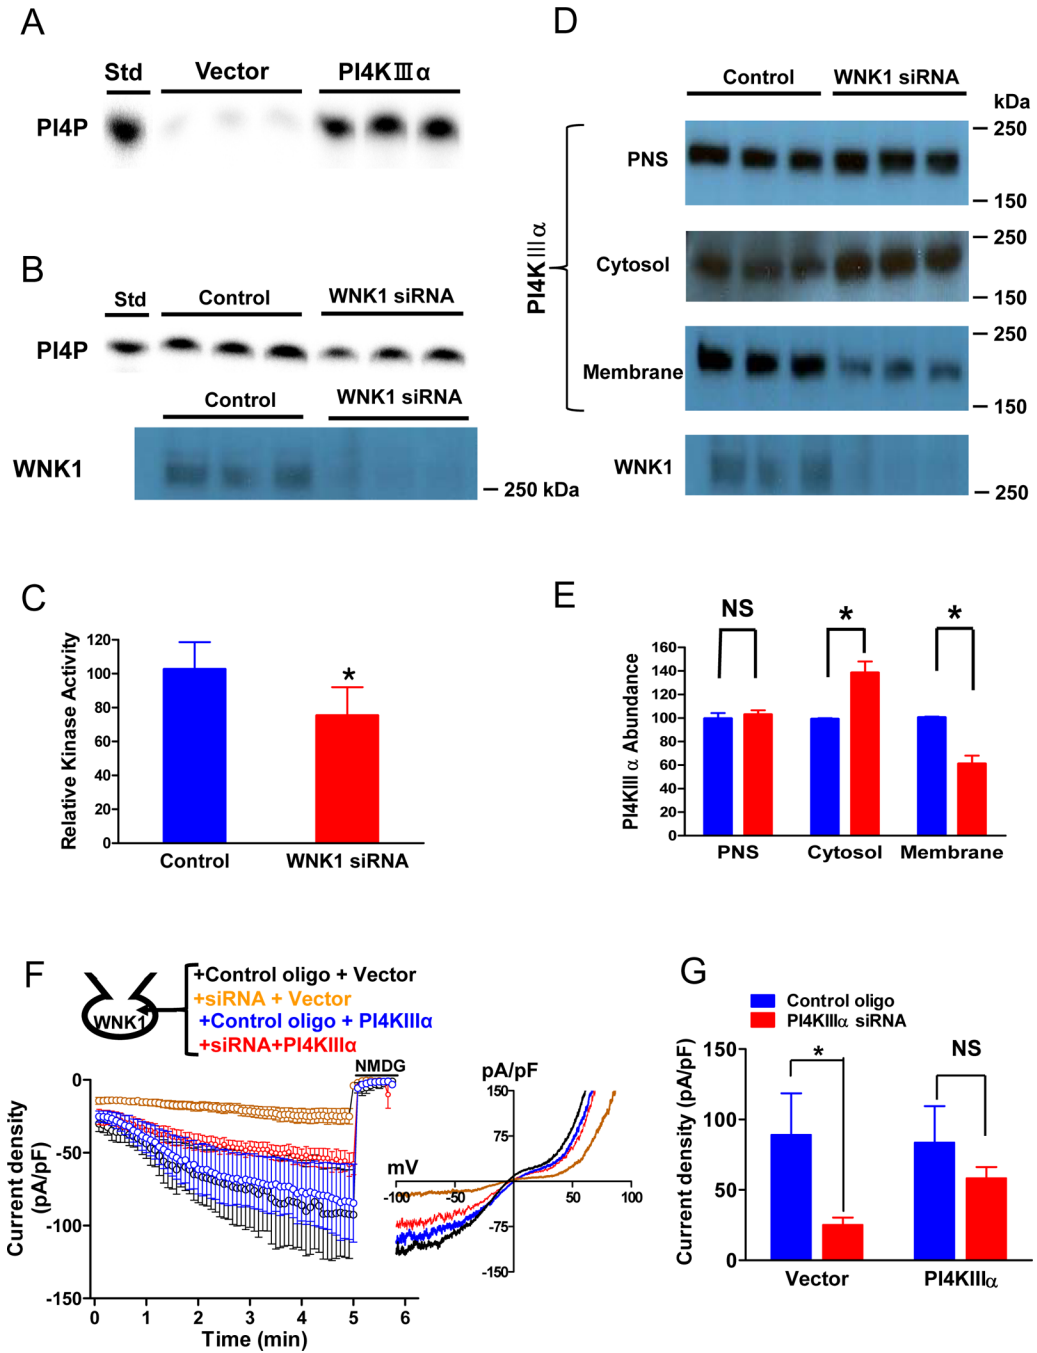 A
Std
Vector
PI4KⅢα
PI4P
B
Std
Control
WNK1 siRNA
PI4P
Control
WNK1 siRNA
WNK1
250 kDa
C
Relative Kinase Activity
120
100
80
60
40
20
0
*
Control
WNK1 siRNA
D
Control
WNK1 siRNA
kDa
PI4KⅢα
PNS
250
150
Cytosol
250
150
Membrane
250
150
WNK1
250
E
PI4KIII α Abundance
160
140
120
100
80
60
40
20
0
NS
*
*
PNS
Cytosol
Membrane
F
WNK1
+Control oligo + Vector
+siRNA + Vector
+Control oligo + PI4KIIIα
+siRNA+PI4KIIIα
NMDG
Current density
(pA/pF)
0
-50
-100
-150
0
1
2
3
4
5
6
Time (min)
pA/pF
150
75
mV
-100
-50
50
100
-75
-150
G
Control oligo
PI4KIIIα siRNA
Current density (pA/pF)
150
100
50
0
*
NS
Vector
PI4KIIIα